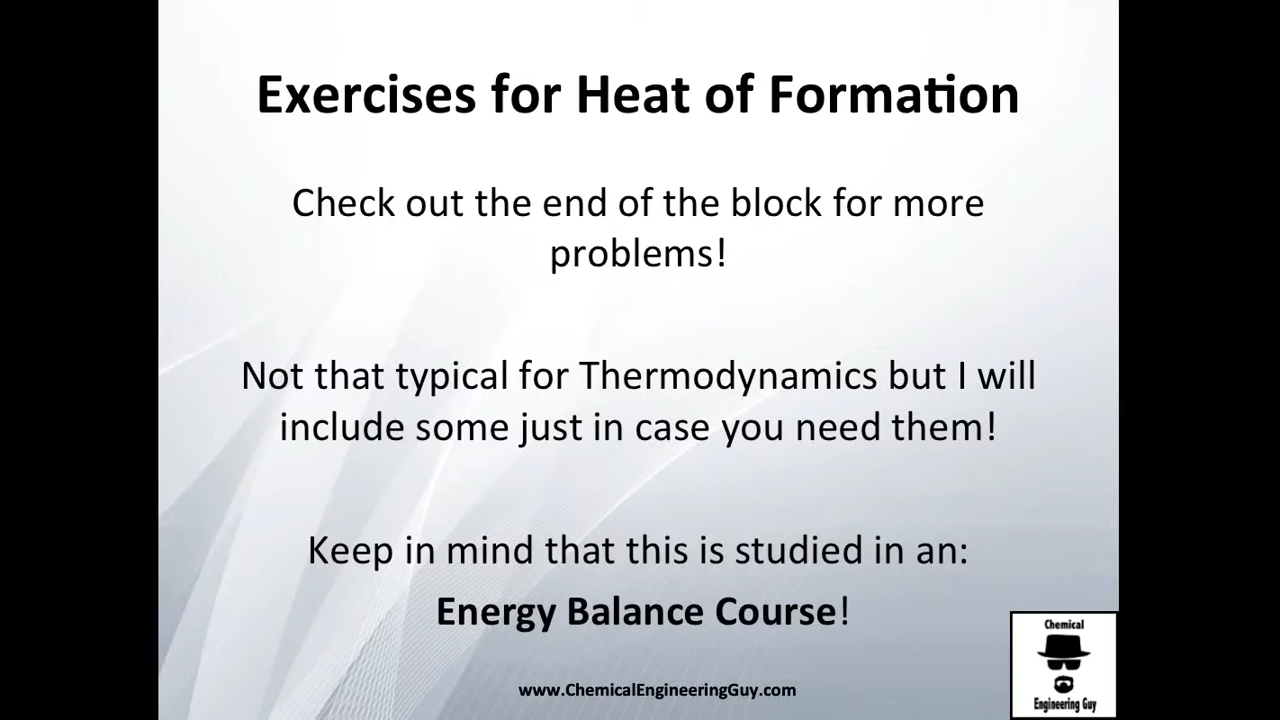 Exercises for Heat of Formation
Check out the end of the block for more
problems!
Not that typical for Thermodynamics but I will
include some just in case you need them!
Keep in mind that this is studied in an:
Energy Balance Course!
www.ChemicalEngineeringGuy.com
Chemical
Engineering Guy